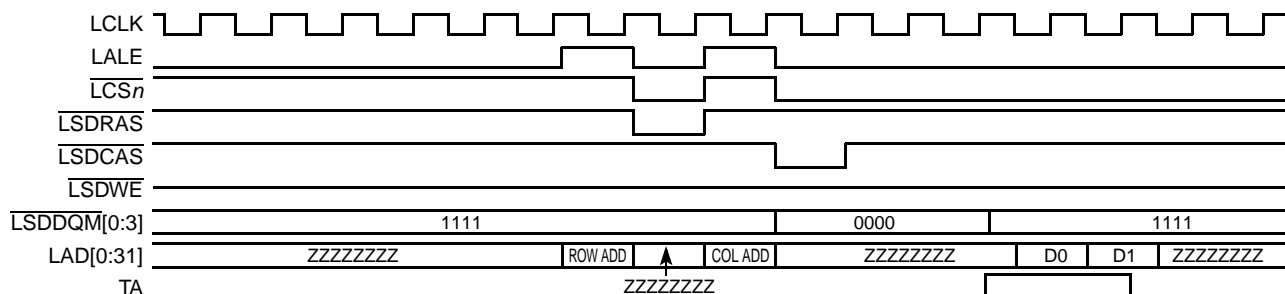 LCLK
LALE
LCSn
LSDRAS
LSDCAS
LSDWE
LSDDQM[0:3] 1111 0000 1111
LAD[0:31] ZZZZZZZZ ROW ADD COL ADD ZZZZZZZZ D0 D1 ZZZZZZZZ
ZZZZZZZZ
TA